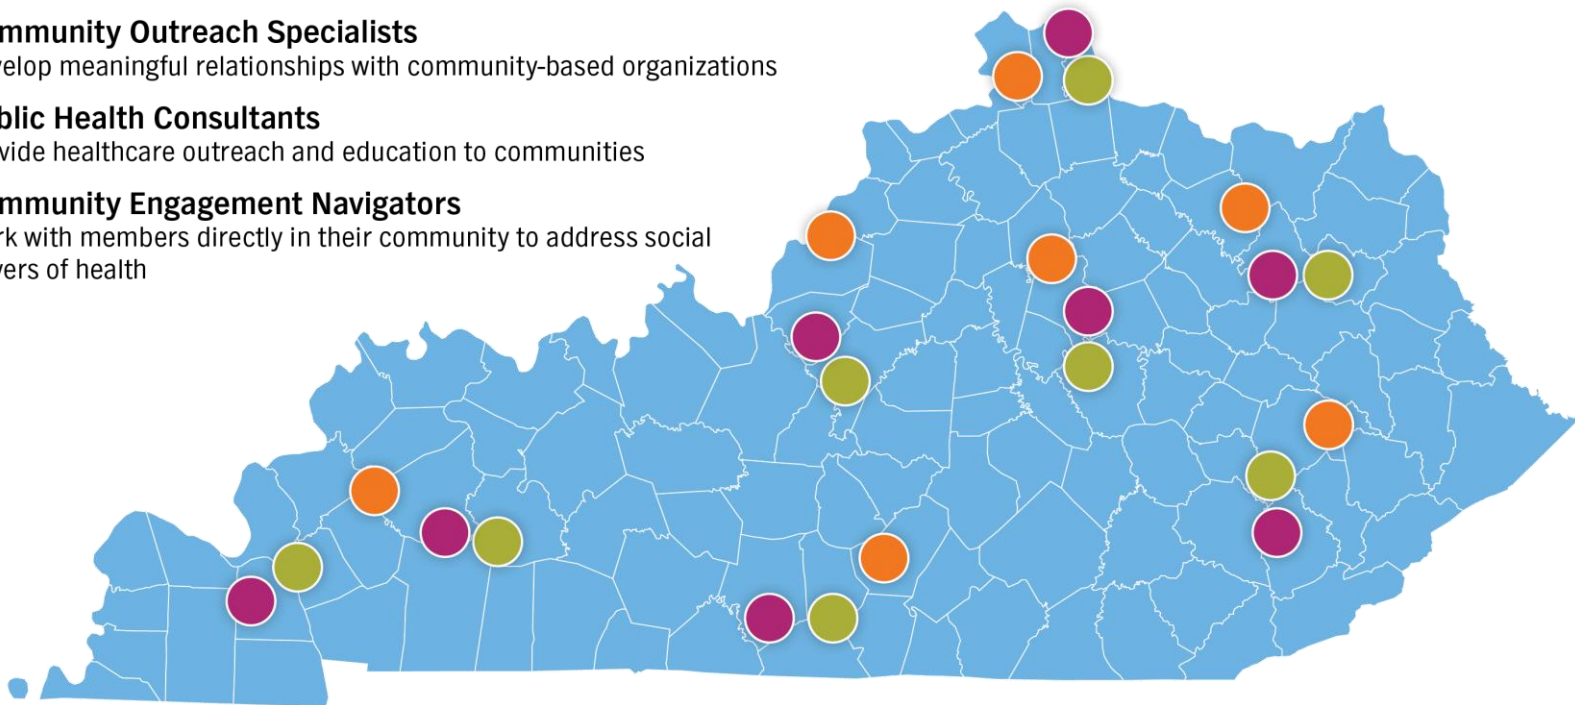 mmunity Outreach Specialists
velop meaningful relationships with community-based organizations
blic Health Consultants
vide healthcare outreach and education to communities
mmunity Engagement Navigators
rk with members directly in their community to address social
vers of health